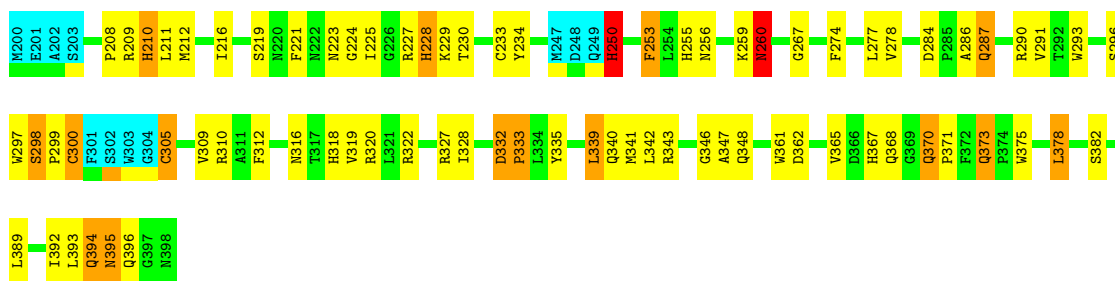 M200 E201 A202 S203 P208 R209 H210 L211 M212 I216 S219 N220 F221 N222 N223 G224 I225 G226 R227 H228 K229 T230 C233 Y234 M247 D248 Q249 H250 F253 L254 H255 N256 K259 N260 G267 F274 L277 V278 D284 P285 A286 Q287 R290 V291 T292 W293 S296
W297 S298 P299 C300 F301 S302 W303 G304 C305 V309 R310 A311 F312 N316 T317 H318 V319 R320 L321 R322 R327 I328 D332 P333 L334 Y335 L339 Q340 M341 L342 R343 G346 A347 Q348 W361 D362 V365 D366 H367 Q368 G369 Q370 P371 F372 Q373 P374 W375 L378 S382
L389 I392 L393 Q394 N395 Q396 G397 N398